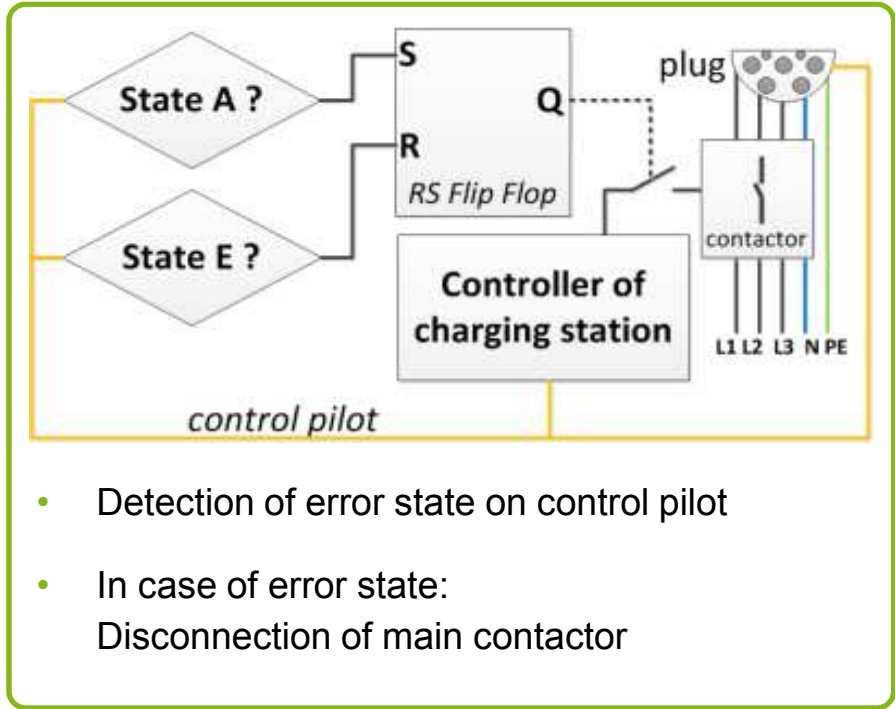 State A ?
S
Q
R
RS Flip Flop
plug
contactor
State E ?
Controller of
charging station
L1 L2 L3 N PE
control pilot
• Detection of error state on control pilot
• In case of error state:
Disconnection of main contactor